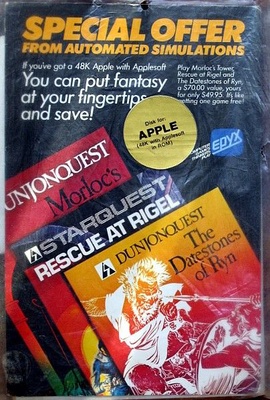 SPECIAL OFFER
FROM AUTOMATED SIMULATIONS
If you've got a 48K Apple with Applesoft
You can put fantasy
at your fingertips
and save!
Play Morloc's Tower,
Rescue at Rigel and
The Datestones of Ryn,
a $70.00 value, yours
for only $49.95. It's like
getting one game free!
Disk for:
APPLE
(48K with Applesoft
in ROM)
EPYX
DUNJONQUEST
Morloc's
STARQUEST
RESCUE AT RIGEL
DUNJONQUEST
The
Datestones
of Ryn